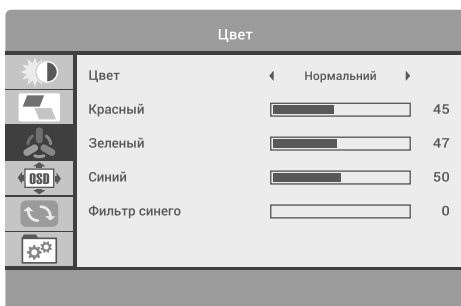 Цвет
Цвет Нормальний
Красный 45
Зеленый 47
Синий 50
Фильтр синего 0
OSD